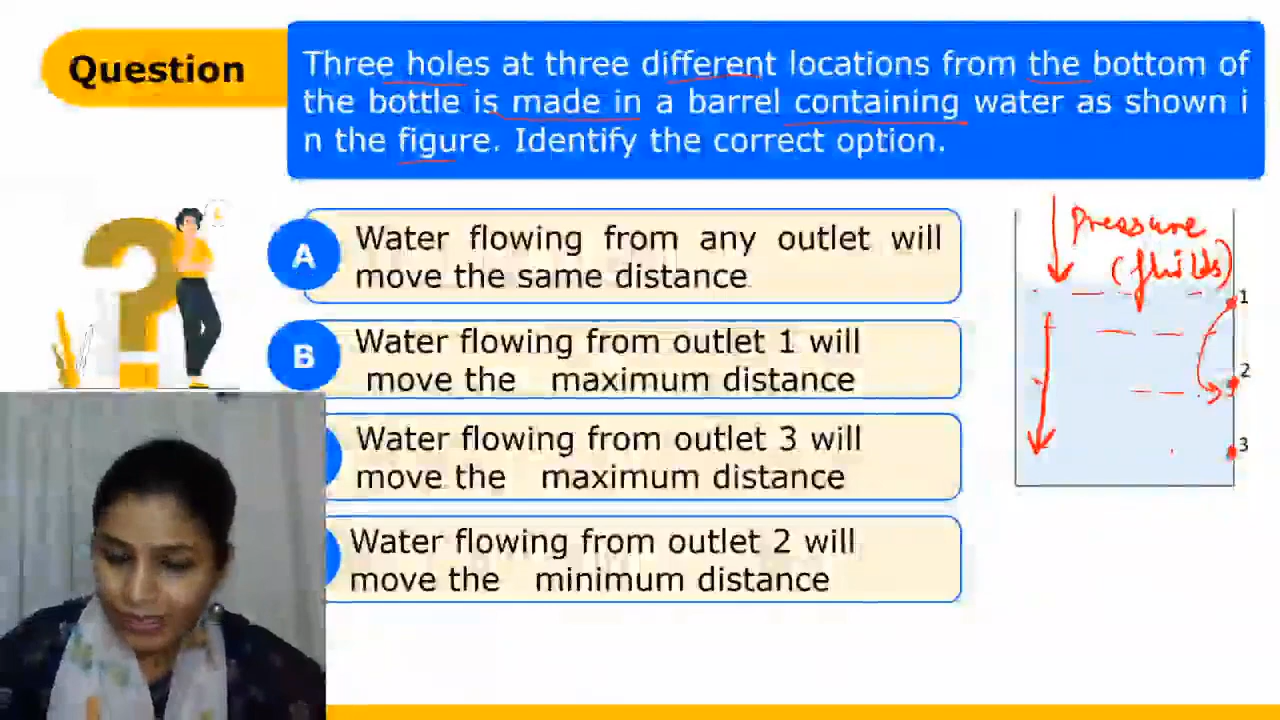 Question
Three holes at three different locations from the bottom of
the bottle is made in a barrel containing water as shown i
n the figure. Identify the correct option.
A
Water flowing from any outlet will
move the same distance
B
Water flowing from outlet 1 will
move the maximum distance
Water flowing from outlet 3 will
move the maximum distance
Water flowing from outlet 2 will
move the minimum distance
Pressure
(fluids)
1
2
3